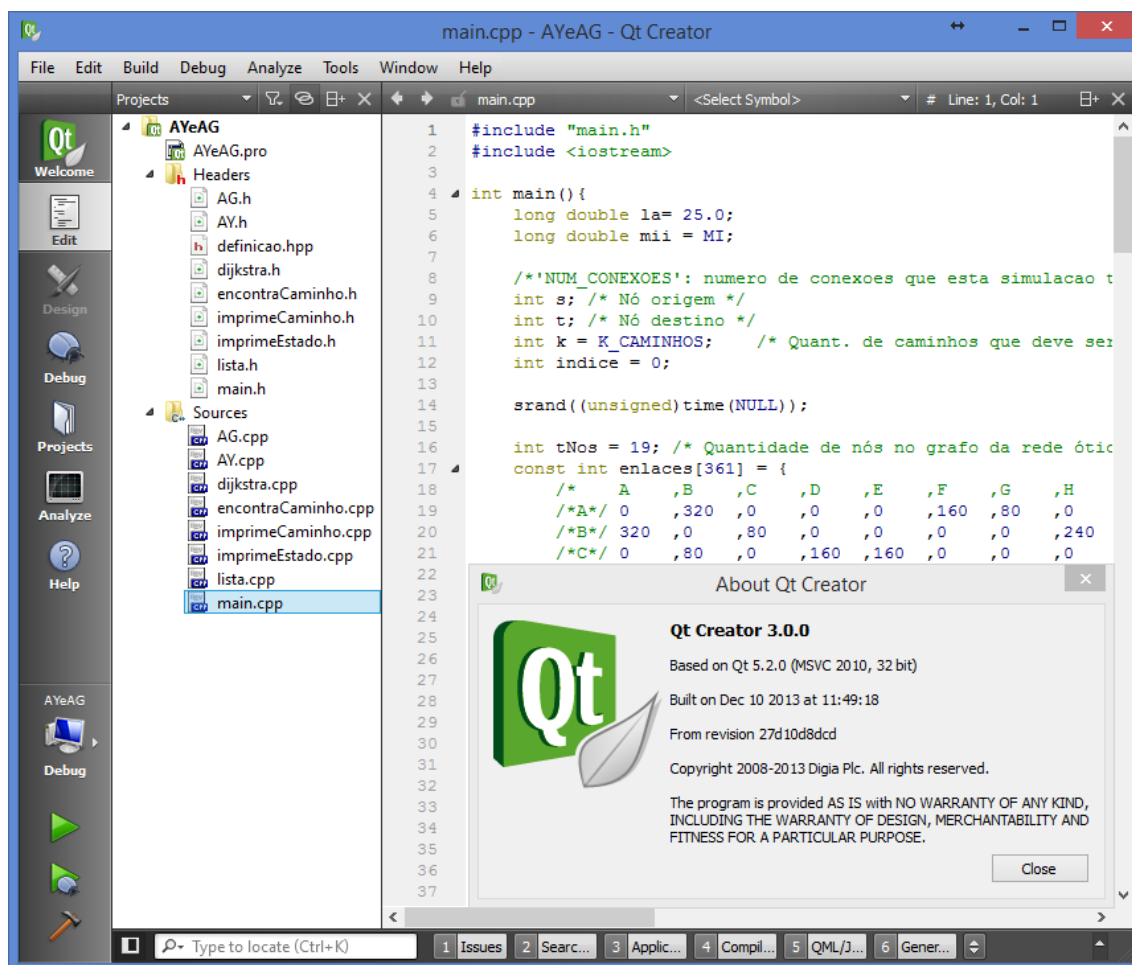 main.cpp - AYeAG - Qt Creator
File Edit Build Debug Analyze Tools Window Help
Projects
main.cpp
<Select Symbol>
# Line: 1, Col: 1
Qt
Welcome
Edit
Design
Debug
Projects
Analyze
Help
AYeAG
Debug
AYeAG
AYeAG.pro
Headers
AG.h
AY.h
definicao.hpp
dijkstra.h
encontraCaminho.h
imprimeCaminho.h
imprimeEstado.h
lista.h
main.h
Sources
AG.cpp
AY.cpp
dijkstra.cpp
encontraCaminho.cpp
imprimeCaminho.cpp
imprimeEstado.cpp
lista.cpp
main.cpp
1 #include "main.h"
2 #include <iostream>
3
4 int main(){
5 long double la= 25.0;
6 long double mii = MI;
7
8 /*'NUM_CONEXOES': numero de conexoes que esta simulacao t
9 int s; /* Nó origem */
10 int t; /* Nó destino */
11 int k = K_CAMINHOS; /* Quant. de caminhos que deve ser
12 int indice = 0;
13
14 srand((unsigned)time(NULL));
15
16 int tNos = 19; /* Quantidade de nós no grafo da rede ótic
17 const int enlaces[361] = {
18 /* A ,B ,C ,D ,E ,F ,G ,H
19 /*A*/ 0 ,320 ,0 ,0 ,0 ,160 ,80 ,0
20 /*B*/ 320 ,0 ,80 ,0 ,0 ,0 ,0 ,240
21 /*C*/ 0 ,80 ,0 ,160 ,160 ,0 ,0 ,0
22
23
24
25
26
27
28
29
30
31
32
33
34
35
36
37
About Qt Creator
Qt
Qt Creator 3.0.0
Based on Qt 5.2.0 (MSVC 2010, 32 bit)
Built on Dec 10 2013 at 11:49:18
From revision 27d10d8dcd
Copyright 2008-2013 Digia Plc. All rights reserved.
The program is provided AS IS with NO WARRANTY OF ANY KIND,
INCLUDING THE WARRANTY OF DESIGN, MERCHANTABILITY AND
FITNESS FOR A PARTICULAR PURPOSE.
Close
Type to locate (Ctrl+K)
1 Issues 2 Searc... 3 Applic... 4 Compil... 5 QML/J... 6 Gener...